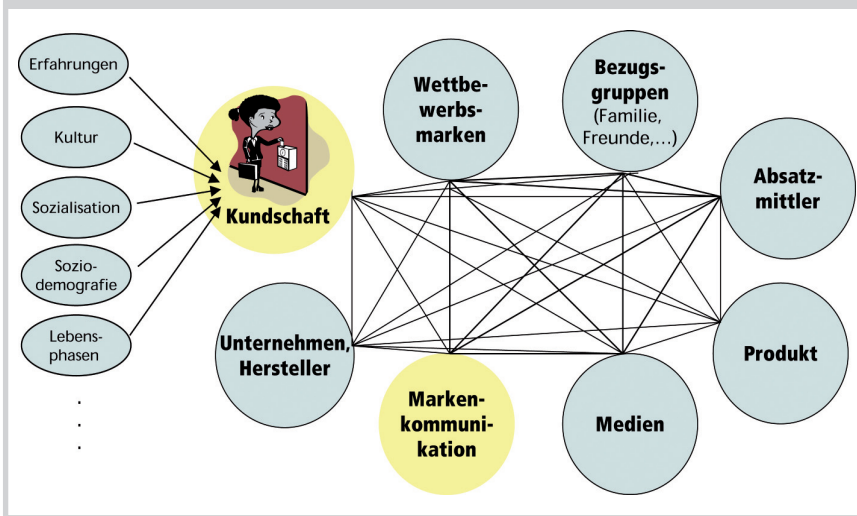 Erfahrungen
Kultur
Sozialisation
Sozio-
demografie
Lebens-
phasen
.
.
.
Kundschaft
Wettbe-
werbs-
marken
Bezugs-
gruppen
(Familie,
Freunde,...)
Absatz-
mittler
Produkt
Medien
Marken-
kommuni-
kation
Unternehmen,
Hersteller